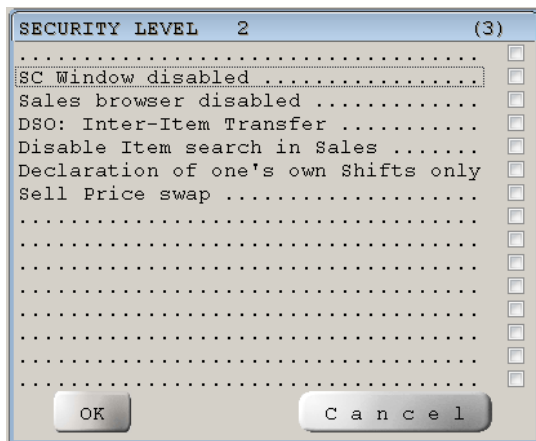 SECURITY LEVEL 2 (3)
....................................
SC Window disabled .................
Sales browser disabled .............
DSO: Inter-Item Transfer ...........
Disable Item search in Sales .......
Declaration of one's own Shifts only
Sell Price swap ....................
....................................
....................................
....................................
....................................
....................................
....................................
....................................
....................................
OK Cancel